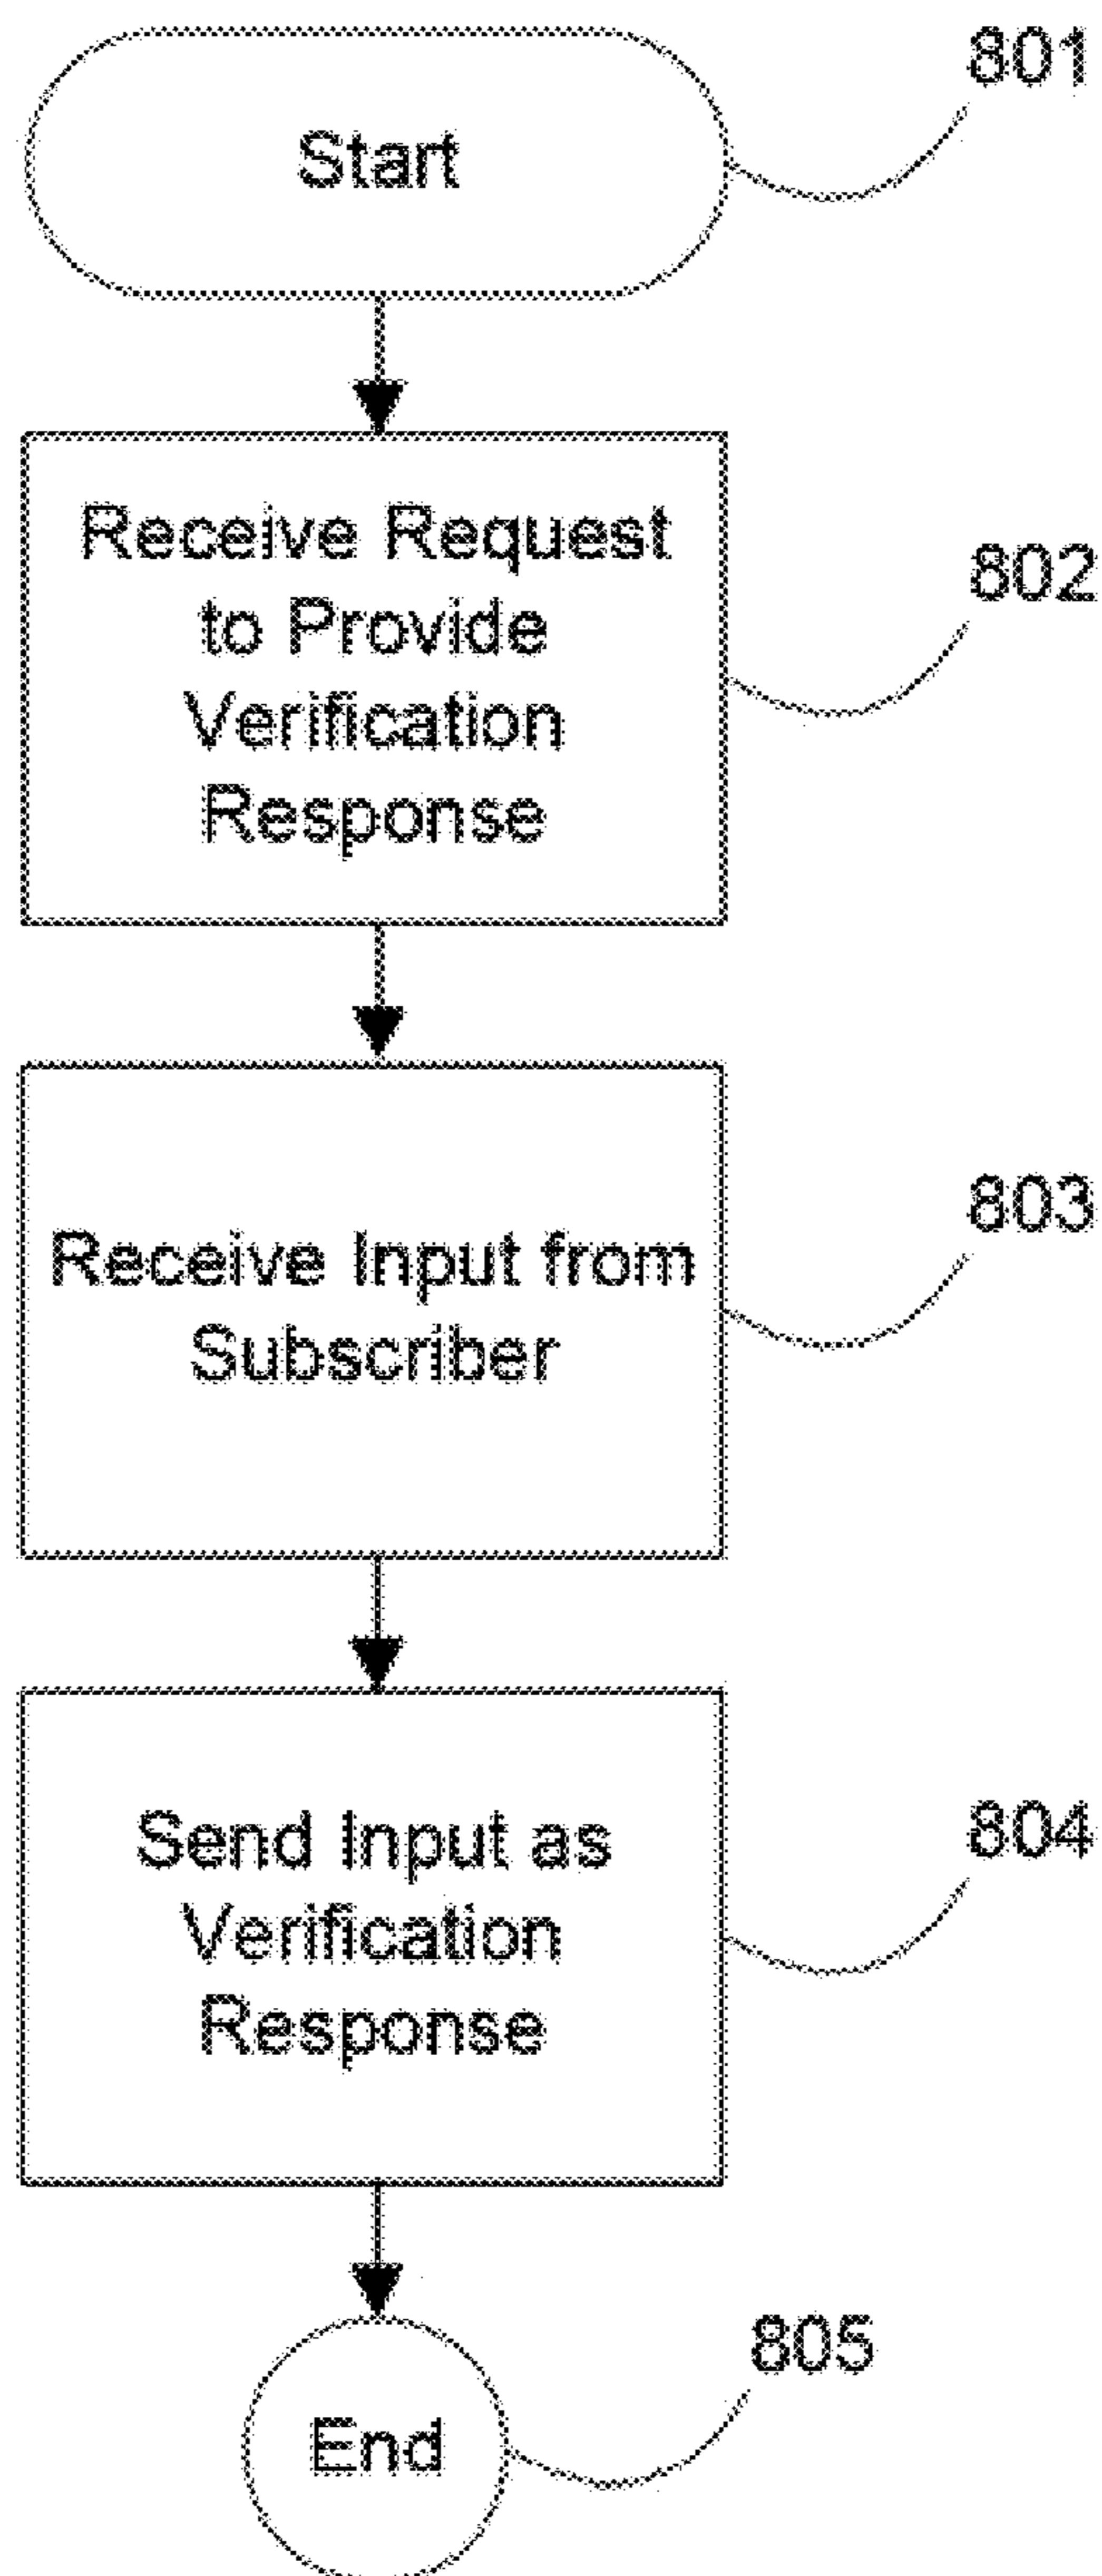 801
Start
Receive Request
to Provide
Verification
Response
802
Receive Input from
Subscriber
803
Send Input as
Verification
Response
804
End
805